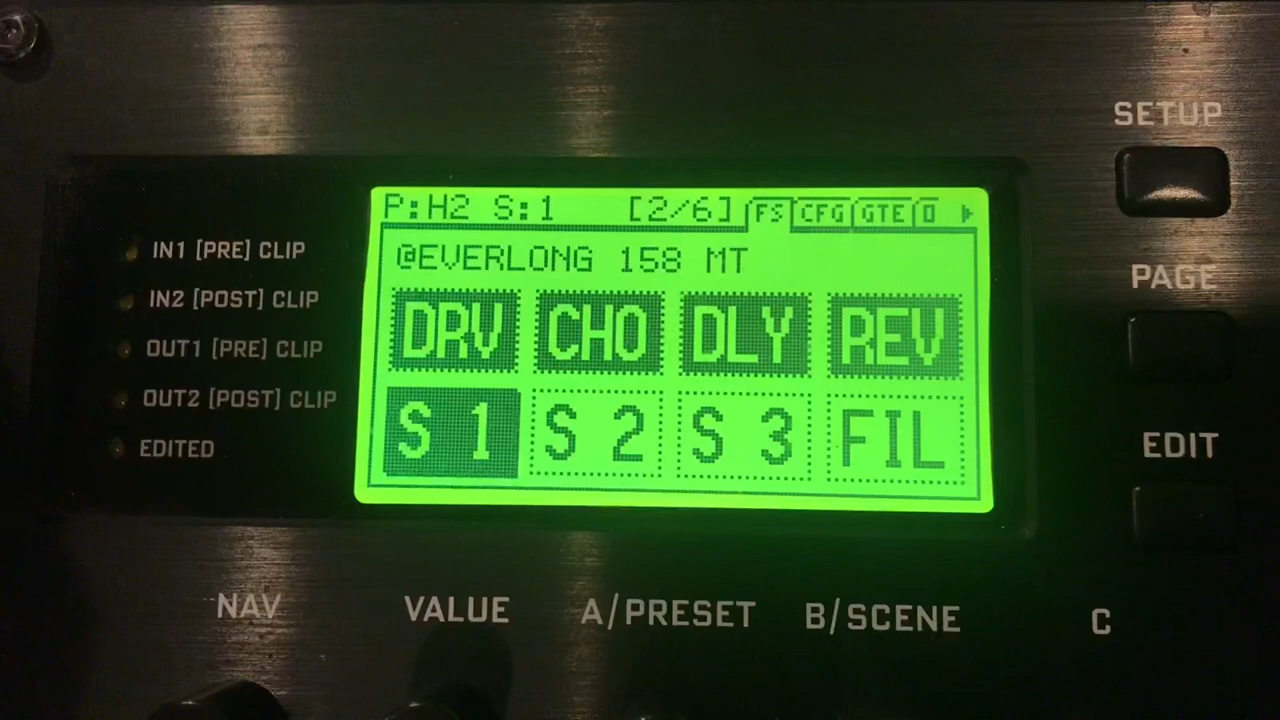 SETUP
P:H2 S:1 [2/6] FS CFG GTE
@EVERLONG 158 MT
IN1 [PRE] CLIP
IN2 [POST] CLIP
OUT1 [PRE] CLIP
OUT2 [POST] CLIP
EDITED
DRV CHO DLY REV
S 1 S 2 S 3 FIL
PAGE
EDIT
NAV VALUE A/PRESET B/SCENE C